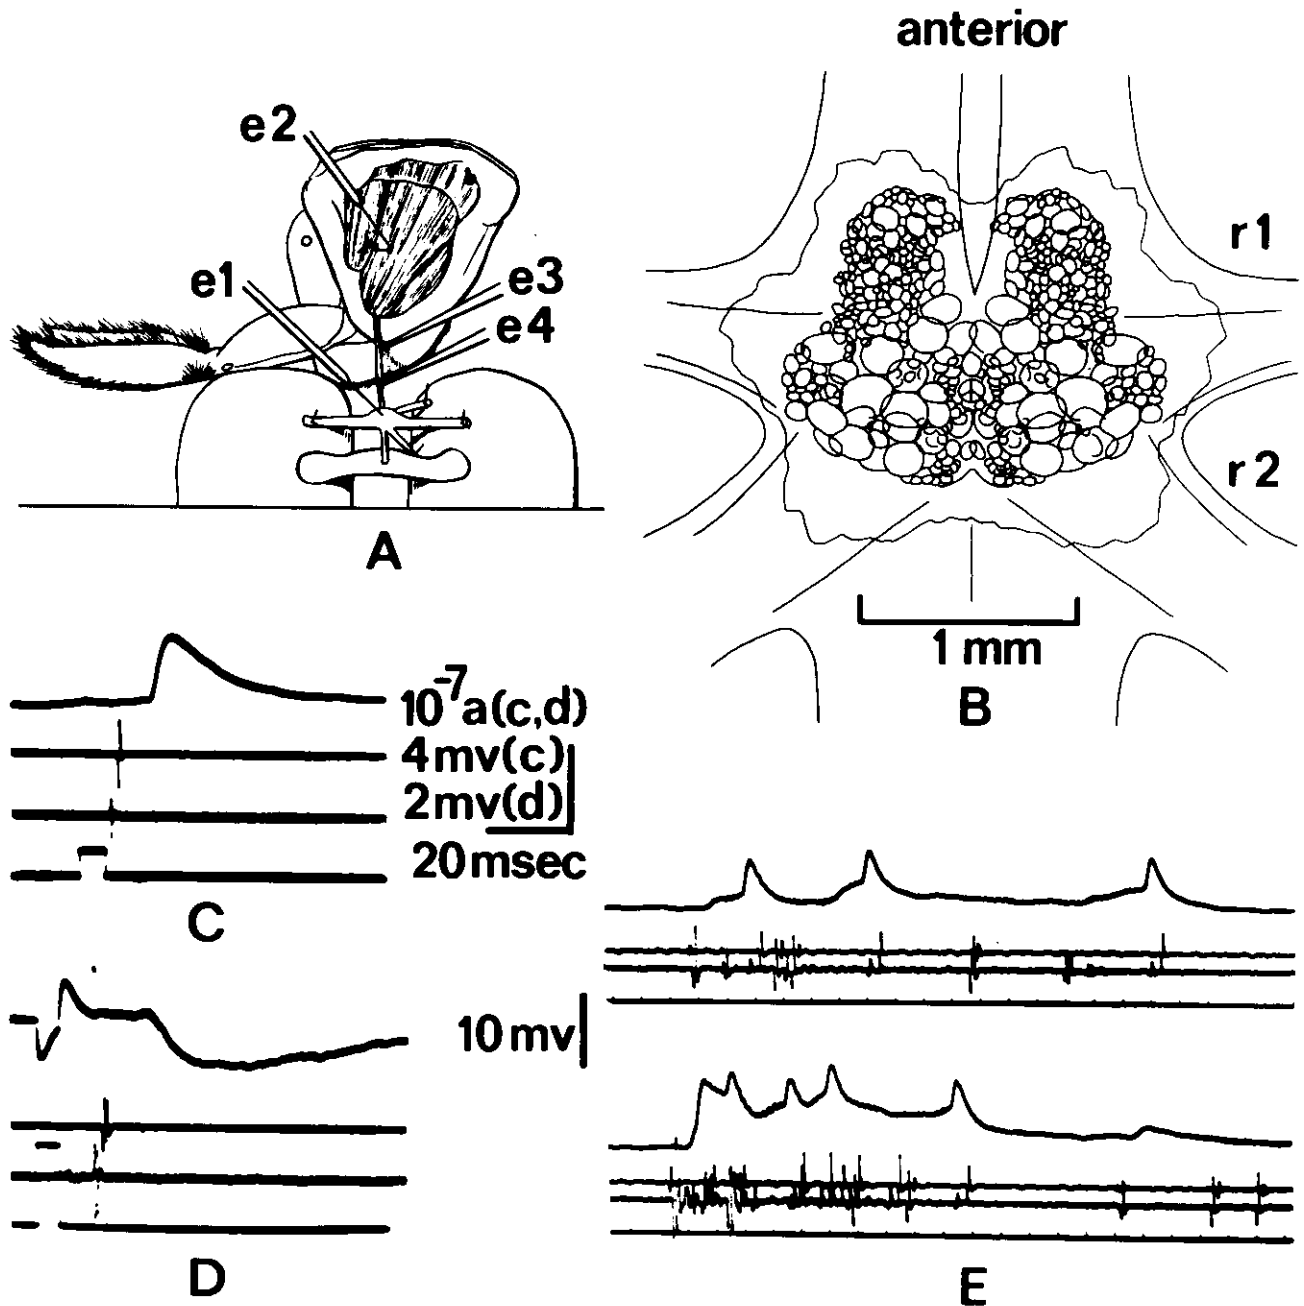 anterior
e2
e1
e3
e4
r1
r2
A
1 mm
B
10⁻⁷a(c,d)
4mv(c)
2mv(d)
20msec
C
10mv
D
E